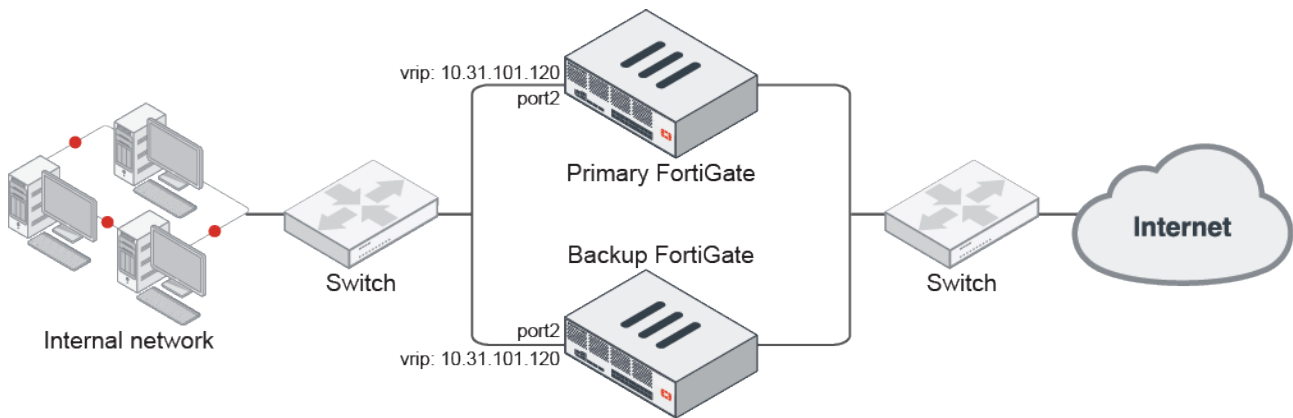 vrip: 10.31.101.120
port2
Primary FortiGate
Internet
Backup FortiGate
Switch
Switch
Internal network
port2
vrip: 10.31.101.120